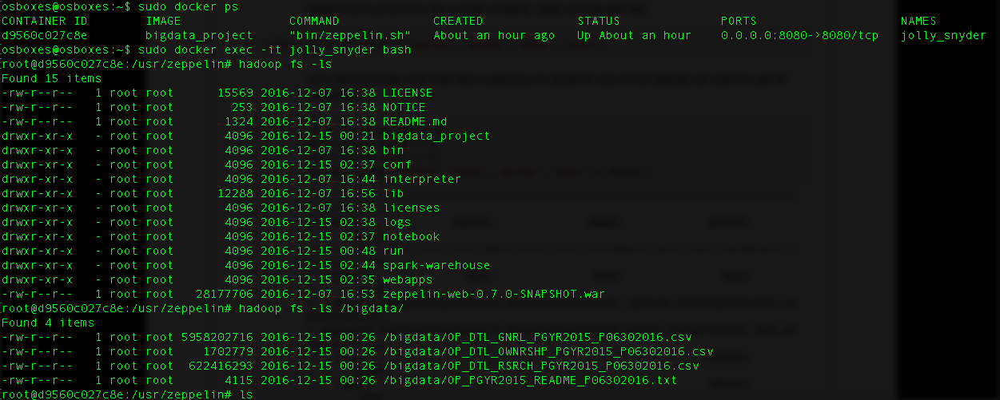 osboxes@osboxes:~$ sudo docker ps
CONTAINER ID        IMAGE               COMMAND             CREATED             STATUS              PORTS                    NAMES
d9560c027c8e        bigdata_project     "bin/zeppelin.sh"   About an hour ago   Up About an hour    0.0.0.0:8080->8080/tcp   jolly_snyder
osboxes@osboxes:~$ sudo docker exec -it jolly_snyder bash
root@d9560c027c8e:/usr/zeppelin# hadoop fs -ls
Found 15 items
-rw-r--r--   1 root root      15569 2016-12-07 16:38 LICENSE
-rw-r--r--   1 root root        253 2016-12-07 16:38 NOTICE
-rw-r--r--   1 root root       1324 2016-12-07 16:38 README.md
drwxr-xr-x   - root root       4096 2016-12-15 00:21 bigdata_project
drwxr-xr-x   - root root       4096 2016-12-07 16:38 bin
drwxr-xr-x   - root root       4096 2016-12-15 02:37 conf
drwxr-xr-x   - root root       4096 2016-12-07 16:44 interpreter
drwxr-xr-x   - root root      12288 2016-12-07 16:56 lib
drwxr-xr-x   - root root       4096 2016-12-07 16:38 licenses
drwxr-xr-x   - root root       4096 2016-12-15 02:38 logs
drwxr-xr-x   - root root       4096 2016-12-15 02:37 notebook
drwxr-xr-x   - root root       4096 2016-12-15 00:48 run
drwxr-xr-x   - root root       4096 2016-12-15 02:44 spark-warehouse
drwxr-xr-x   - root root       4096 2016-12-15 02:35 webapps
-rw-r--r--   1 root root   28177706 2016-12-07 16:53 zeppelin-web-0.7.0-SNAPSHOT.war
root@d9560c027c8e:/usr/zeppelin# hadoop fs -ls /bigdata/
Found 4 items
-rw-r--r--   1 root root 5958202716 2016-12-15 00:26 /bigdata/OP_DTL_GNRL_PGYR2015_P06302016.csv
-rw-r--r--   1 root root    1702779 2016-12-15 00:26 /bigdata/OP_DTL_OWNRSHP_PGYR2015_P06302016.csv
-rw-r--r--   1 root root  622416293 2016-12-15 00:26 /bigdata/OP_DTL_RSRCH_PGYR2015_P06302016.csv
-rw-r--r--   1 root root       4115 2016-12-15 00:26 /bigdata/OP_PGYR2015_README_P06302016.txt
root@d9560c027c8e:/usr/zeppelin# ls